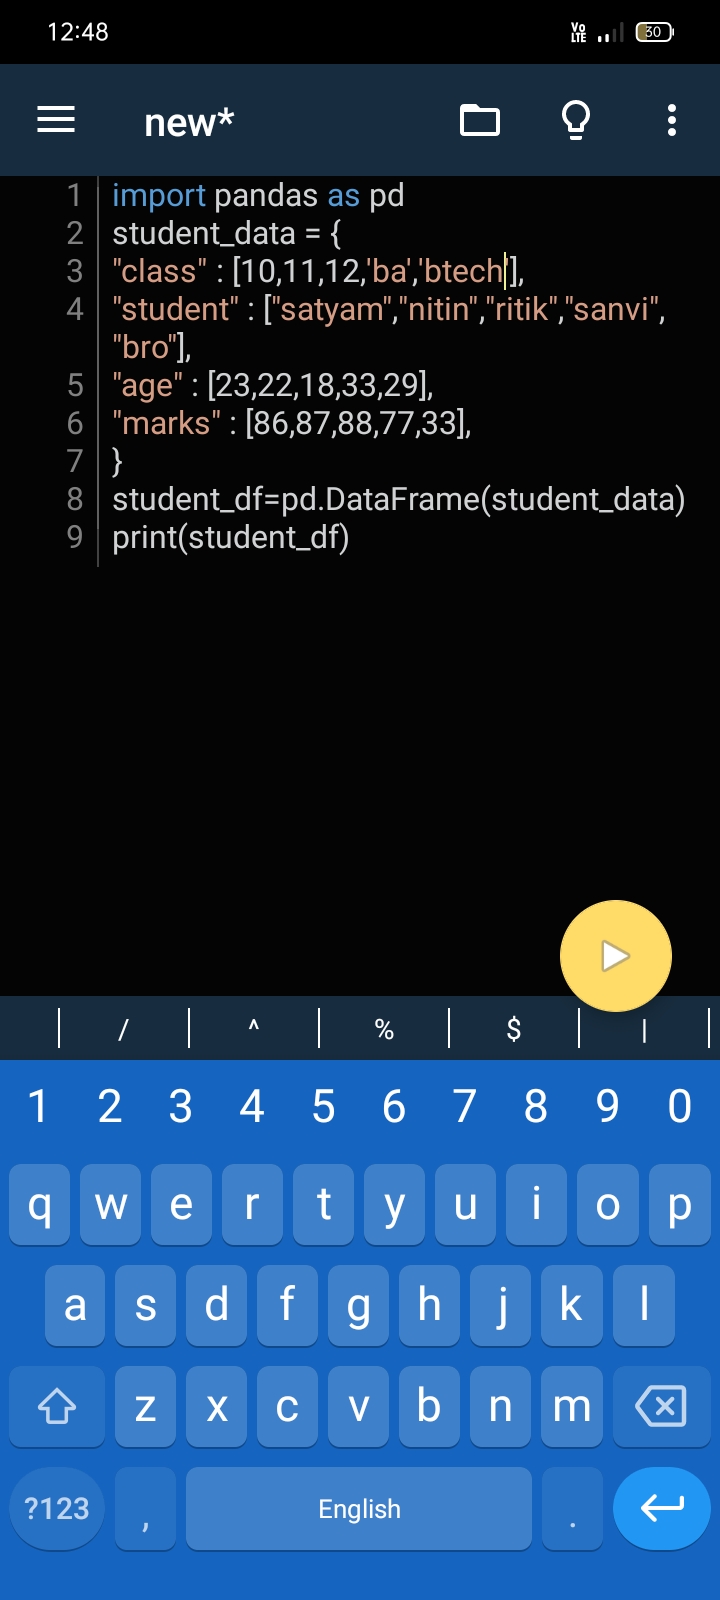 12:48
Vo
LTE
30
new*
1 import pandas as pd
2 student_data = {
3 "class" : [10,11,12,'ba','btech'],
4 "student" : ["satyam","nitin","ritik","sanvi",
"bro"],
5 "age" : [23,22,18,33,29],
6 "marks" : [86,87,88,77,33],
7 }
8 student_df=pd.DataFrame(student_data)
9 print(student_df)
/ ^ % $ |
1 2 3 4 5 6 7 8 9 0
q w e r t y u i o p
a s d f g h j k l
z x c v b n m
?123 , English .